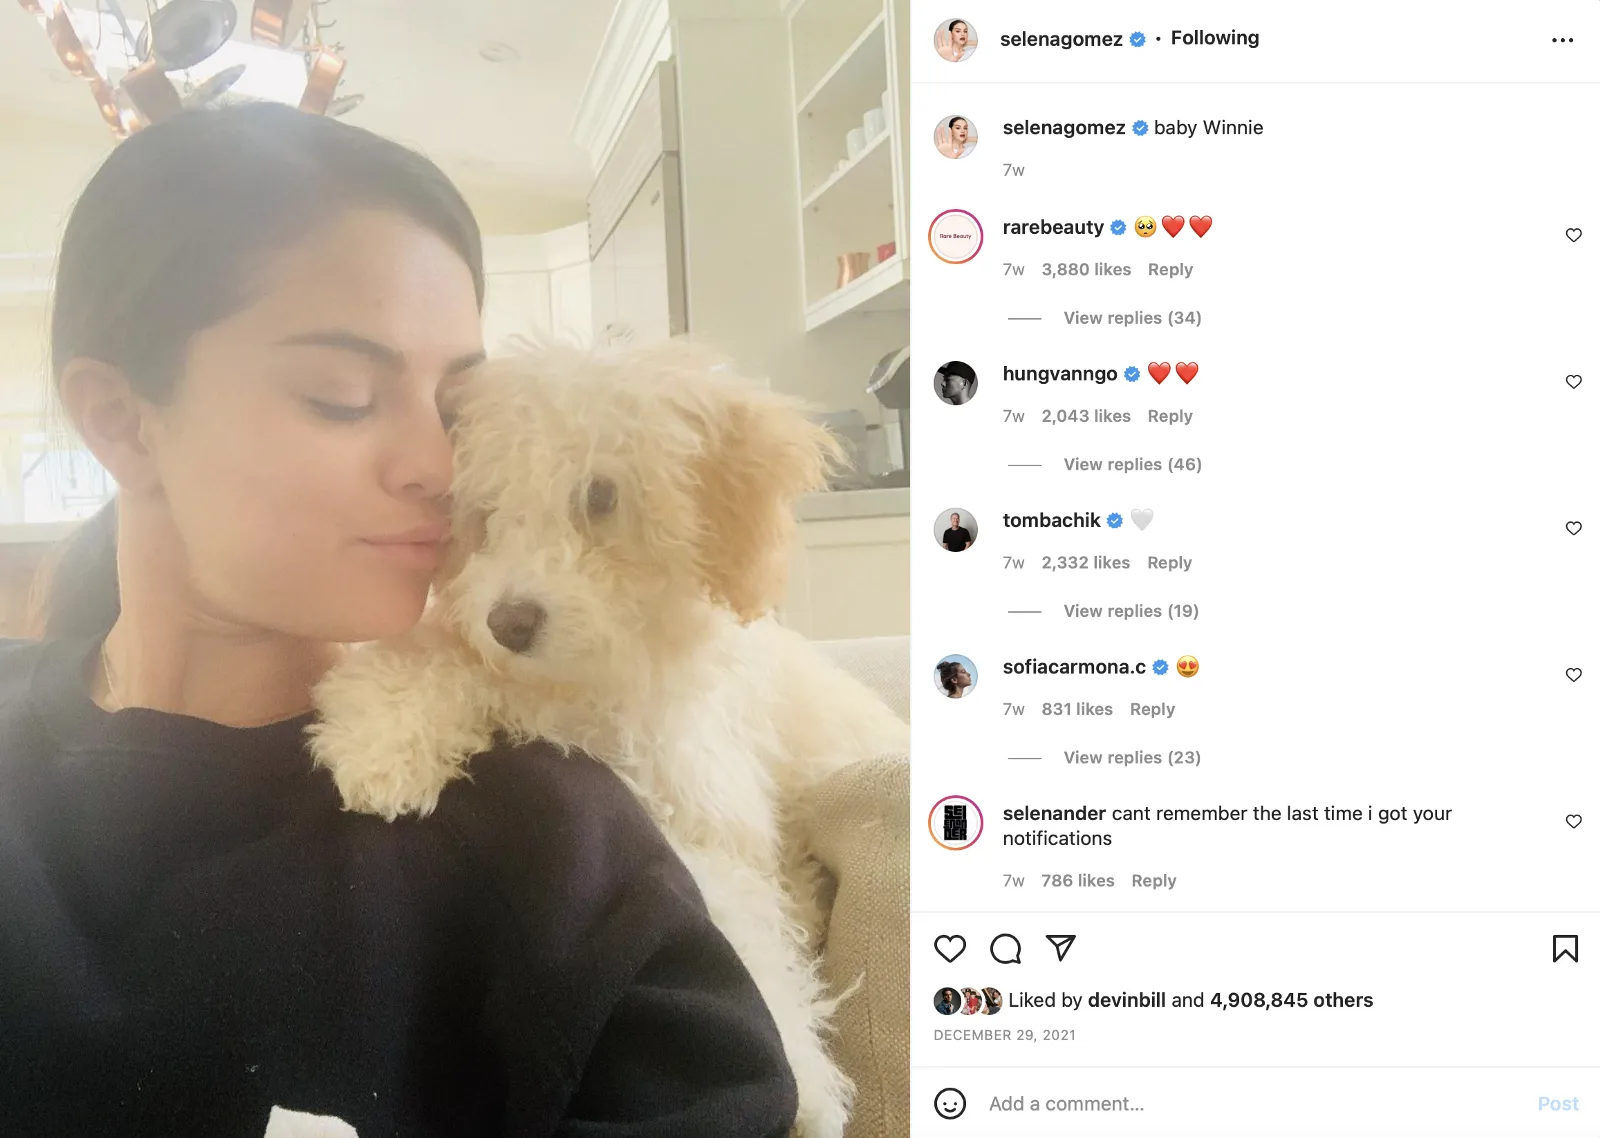 selenagomez • Following
selenagomez baby Winnie
7w
Rare Beauty
rarebeauty 🥺❤️❤️
7w 3,880 likes Reply
View replies (34)
hungvanngo ❤️❤️
7w 2,043 likes Reply
View replies (46)
tombachik 🤍
7w 2,332 likes Reply
View replies (19)
sofiacarmona.c 😍
7w 831 likes Reply
View replies (23)
SELENANDER
selenander cant remember the last time i got your
notifications
7w 786 likes Reply
Liked by devinbill and 4,908,845 others
DECEMBER 29, 2021
Add a comment...
Post